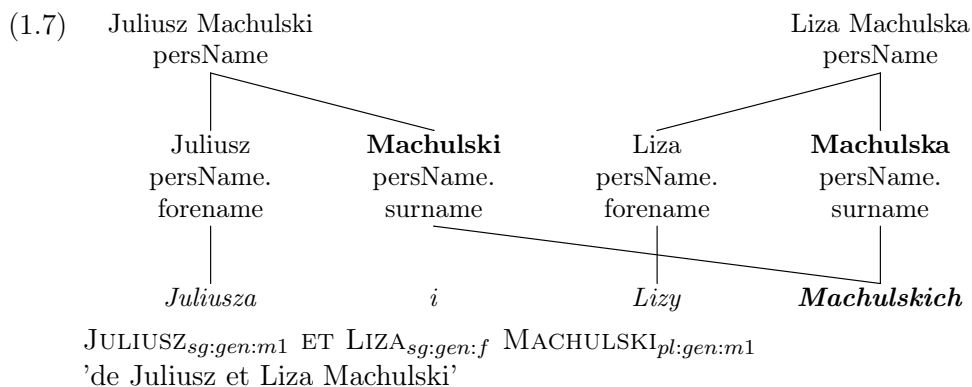 (1.7) Juliusz Machulski Liza Machulska
persName persName
Juliusz Machulski Liza Machulska
persName. persName. persName. persName.
forename surname forename surname
Juliusza i Lizy Machulskich
JULIUSZsg:gen:m1 ET LIZAsg:gen:f MACHULSKIpl:gen:m1
'de Juliusz et Liza Machulski'